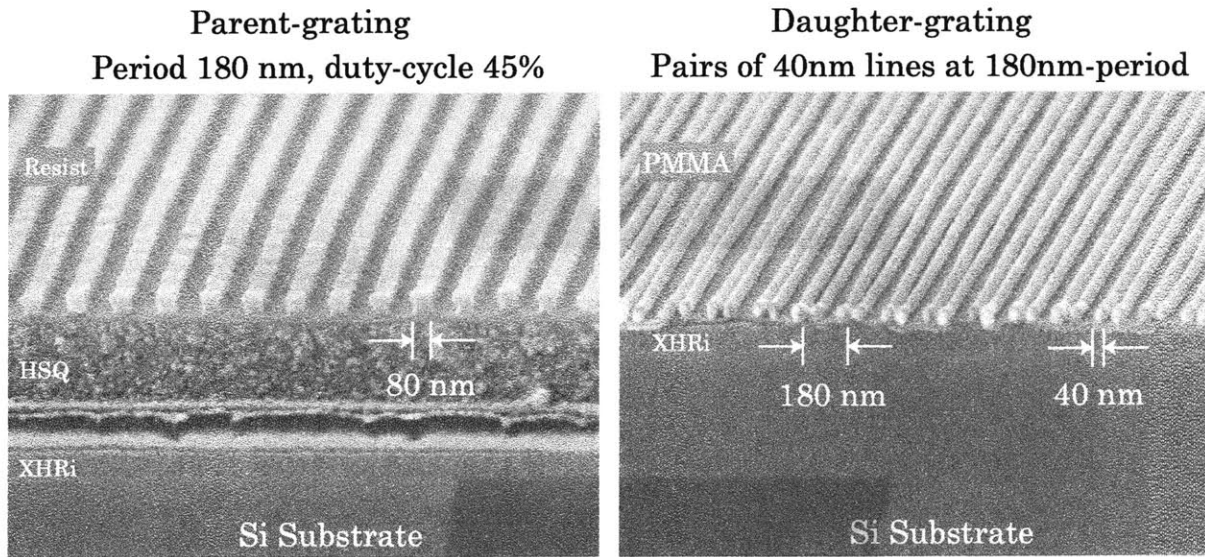 Parent-grating
Period 180 nm, duty-cycle 45%
Resist
HSQ
80 nm
XHRi
Si Substrate
Daughter-grating
Pairs of 40nm lines at 180nm-period
PMMA
XHRi
180 nm
40 nm
Si Substrate